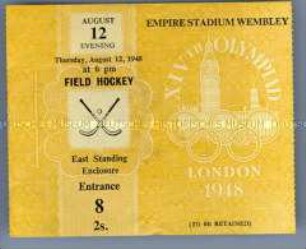 AUGUST
12
EVENING
Thursday, August 12, 1948
at 6 pm
FIELD HOCKEY
East Standing
Enclosure
Entrance
8
2s.
EMPIRE STADIUM WEMBLEY
XIVTH OLYMPIAD
LONDON
1948
(TO BE RETAINED)